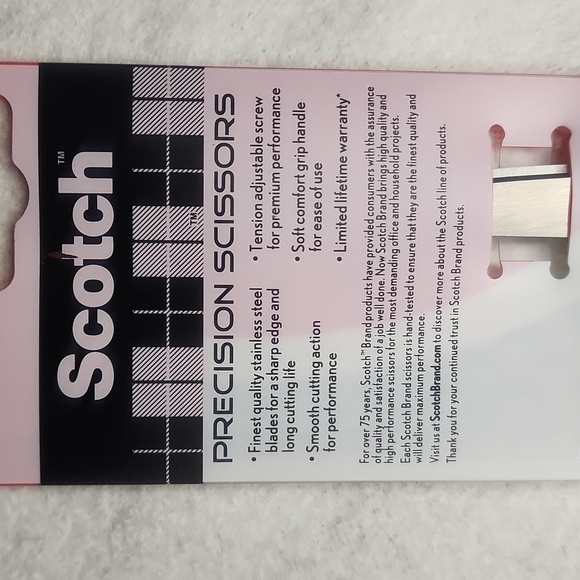 Scotch™
™
PRECISION SCISSORS
• Finest quality stainless steel
blades for a sharp edge and
long cutting life
• Smooth cutting action
for performance
• Tension adjustable screw
for premium performance
• Soft comfort grip handle
for ease of use
• Limited lifetime warranty*
For over 75 years, Scotch™ Brand products have provided consumers with the assurance
of quality and satisfaction of a job well done. Now Scotch Brand brings high quality and
high performance scissors for the most demanding office and household projects.
Each Scotch Brand scissors is hand-tested to ensure that they are the finest quality and
will deliver maximum performance.
Visit us at ScotchBrand.com to discover more about the Scotch line of products.
Thank you for your continued trust in Scotch Brand products.